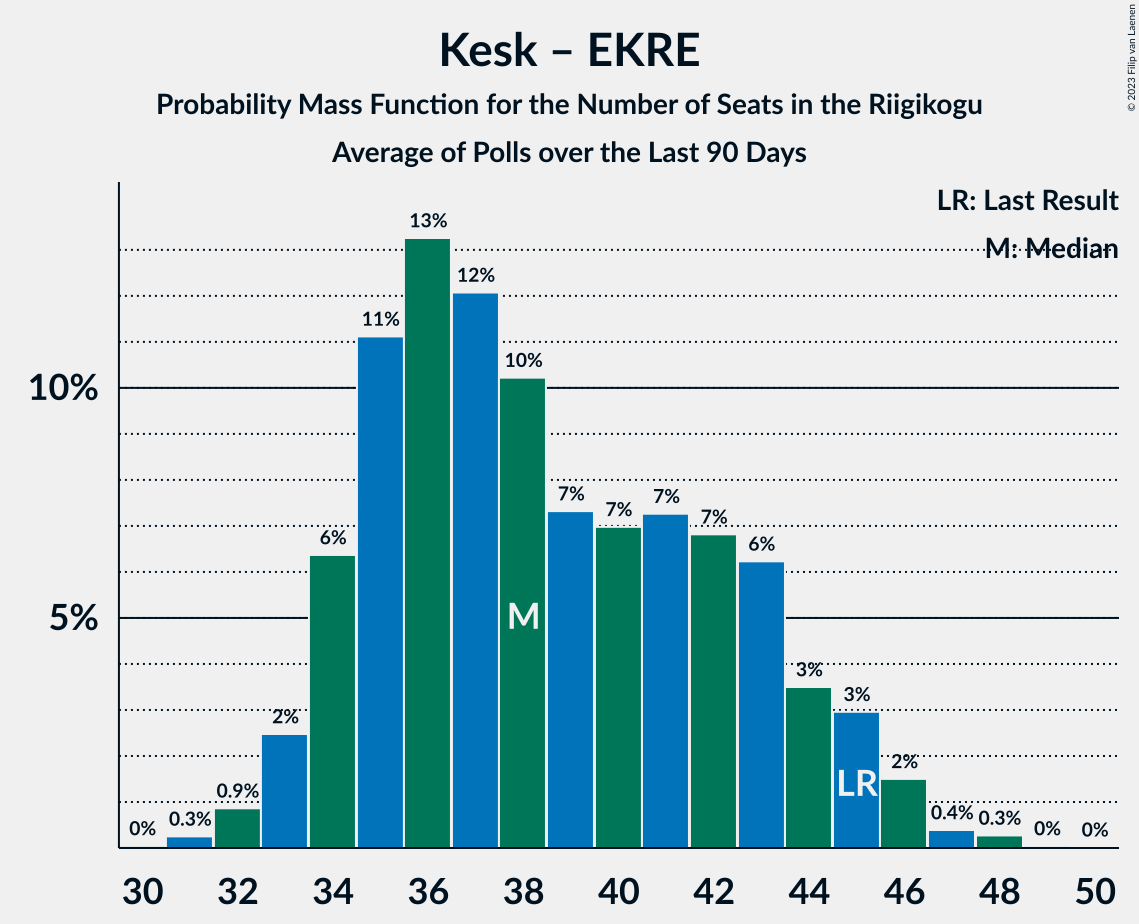 Kesk – EKRE
Probability Mass Function for the Number of Seats in the Riigikogu
Average of Polls over the Last 90 Days
© 2023 Filip van Laenen
LR: Last Result
M: Median
10%
5%
0%
0.3%
0.9%
2%
6%
11%
13%
12%
10%
7%
7%
7%
7%
6%
3%
3%
2%
0.4%
0.3%
0%
0%
M
LR
30 32 34 36 38 40 42 44 46 48 50